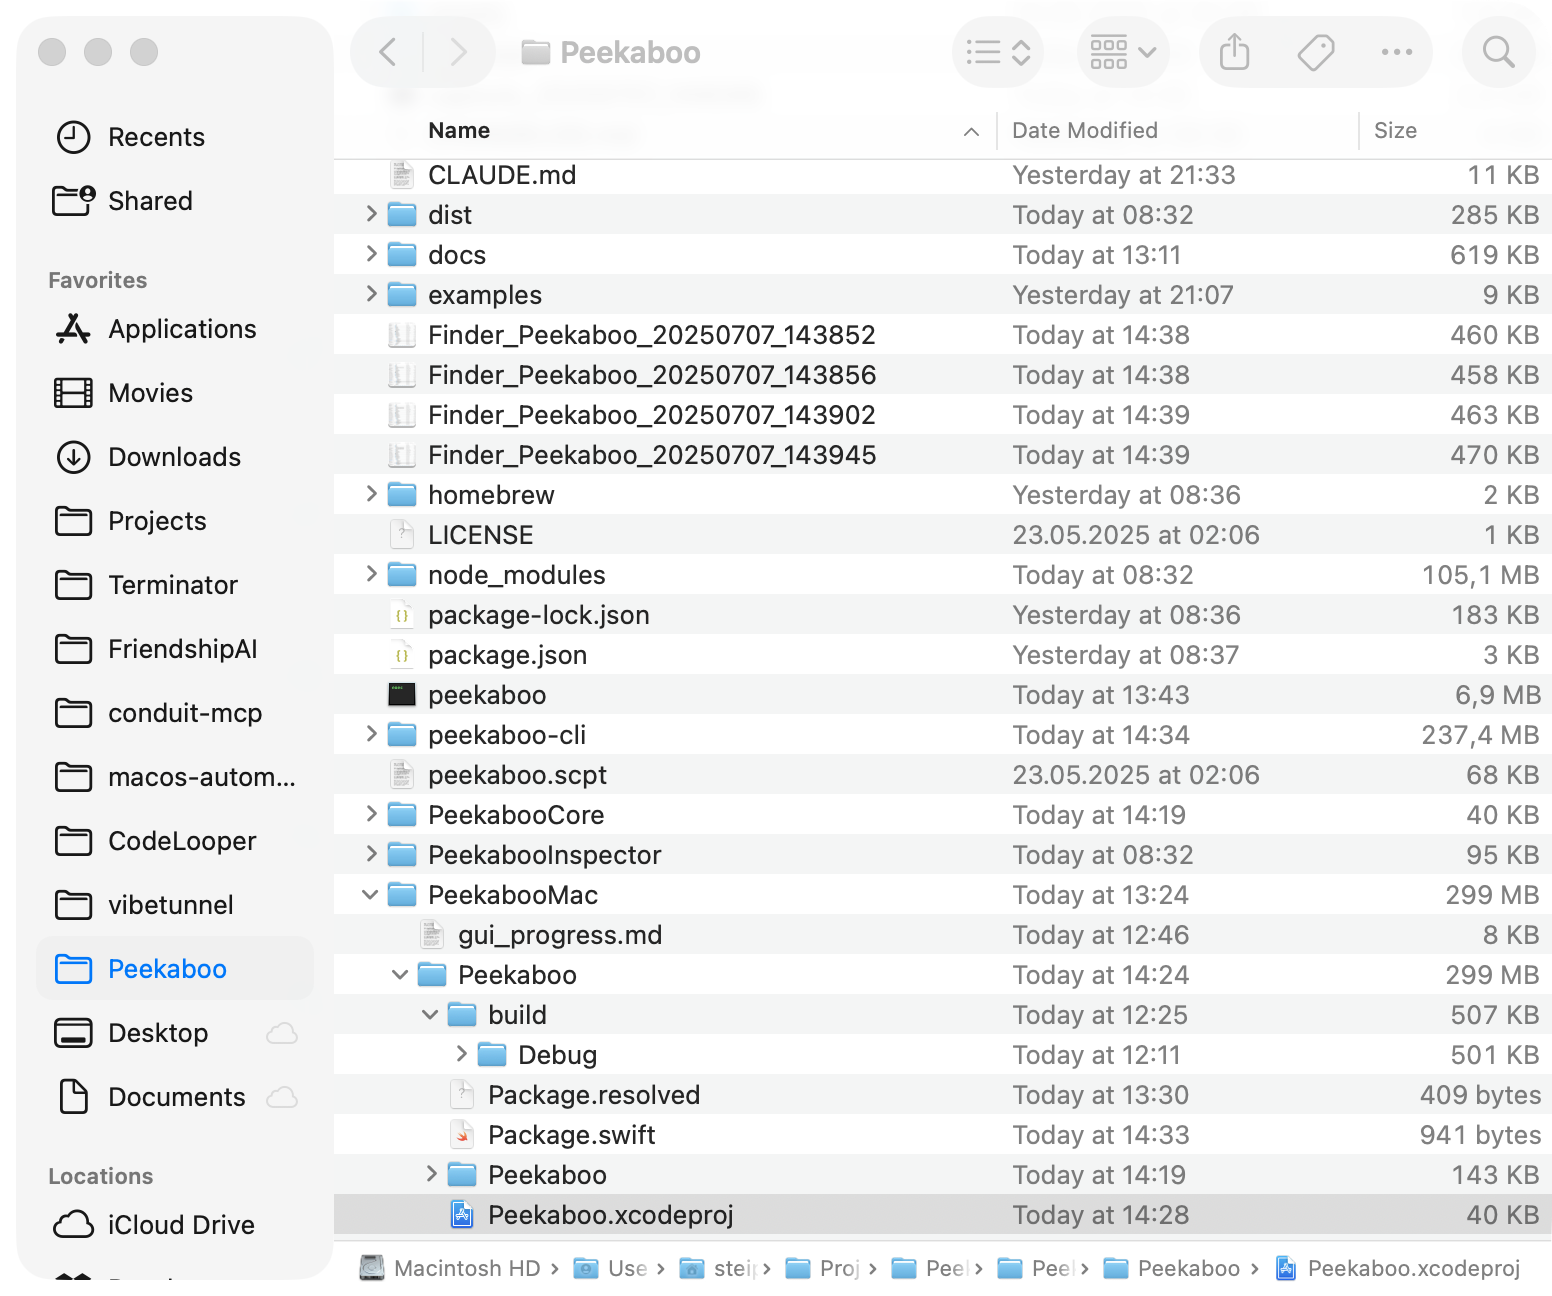 Peekaboo
Recents
Shared
Favorites
Applications
Movies
Downloads
Projects
Terminator
FriendshipAI
conduit-mcp
macos-autom...
CodeLooper
vibetunnel
Peekaboo
Desktop
Documents
Locations
iCloud Drive
Name Date Modified Size
CLAUDE.md Yesterday at 21:33 11 KB
dist Today at 08:32 285 KB
docs Today at 13:11 619 KB
examples Yesterday at 21:07 9 KB
Finder_Peekaboo_20250707_143852 Today at 14:38 460 KB
Finder_Peekaboo_20250707_143856 Today at 14:38 458 KB
Finder_Peekaboo_20250707_143902 Today at 14:39 463 KB
Finder_Peekaboo_20250707_143945 Today at 14:39 470 KB
homebrew Yesterday at 08:36 2 KB
LICENSE 23.05.2025 at 02:06 1 KB
node_modules Today at 08:32 105,1 MB
package-lock.json Yesterday at 08:36 183 KB
package.json Yesterday at 08:37 3 KB
peekaboo Today at 13:43 6,9 MB
peekaboo-cli Today at 14:34 237,4 MB
peekaboo.scpt 23.05.2025 at 02:06 68 KB
PeekabooCore Today at 14:19 40 KB
PeekabooInspector Today at 08:32 95 KB
PeekabooMac Today at 13:24 299 MB
gui_progress.md Today at 12:46 8 KB
Peekaboo Today at 14:24 299 MB
build Today at 12:25 507 KB
Debug Today at 12:11 501 KB
Package.resolved Today at 13:30 409 bytes
Package.swift Today at 14:33 941 bytes
Peekaboo Today at 14:19 143 KB
Peekaboo.xcodeproj Today at 14:28 40 KB
Macintosh HD › Use › steip › Proj › Peel › Peel › Peekaboo › Peekaboo.xcodeproj